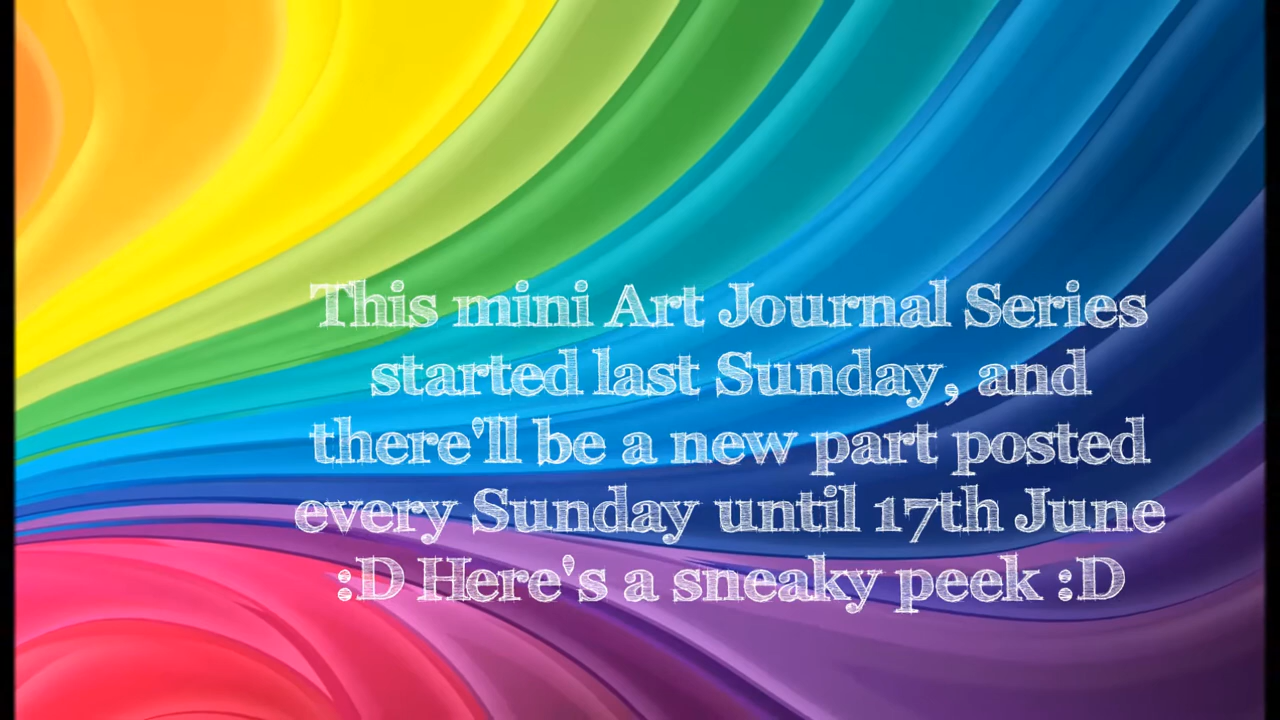 This mini Art Journal Series
started last Sunday, and
there'll be a new part posted
every Sunday until 17th June
:D Here's a sneaky peek :D